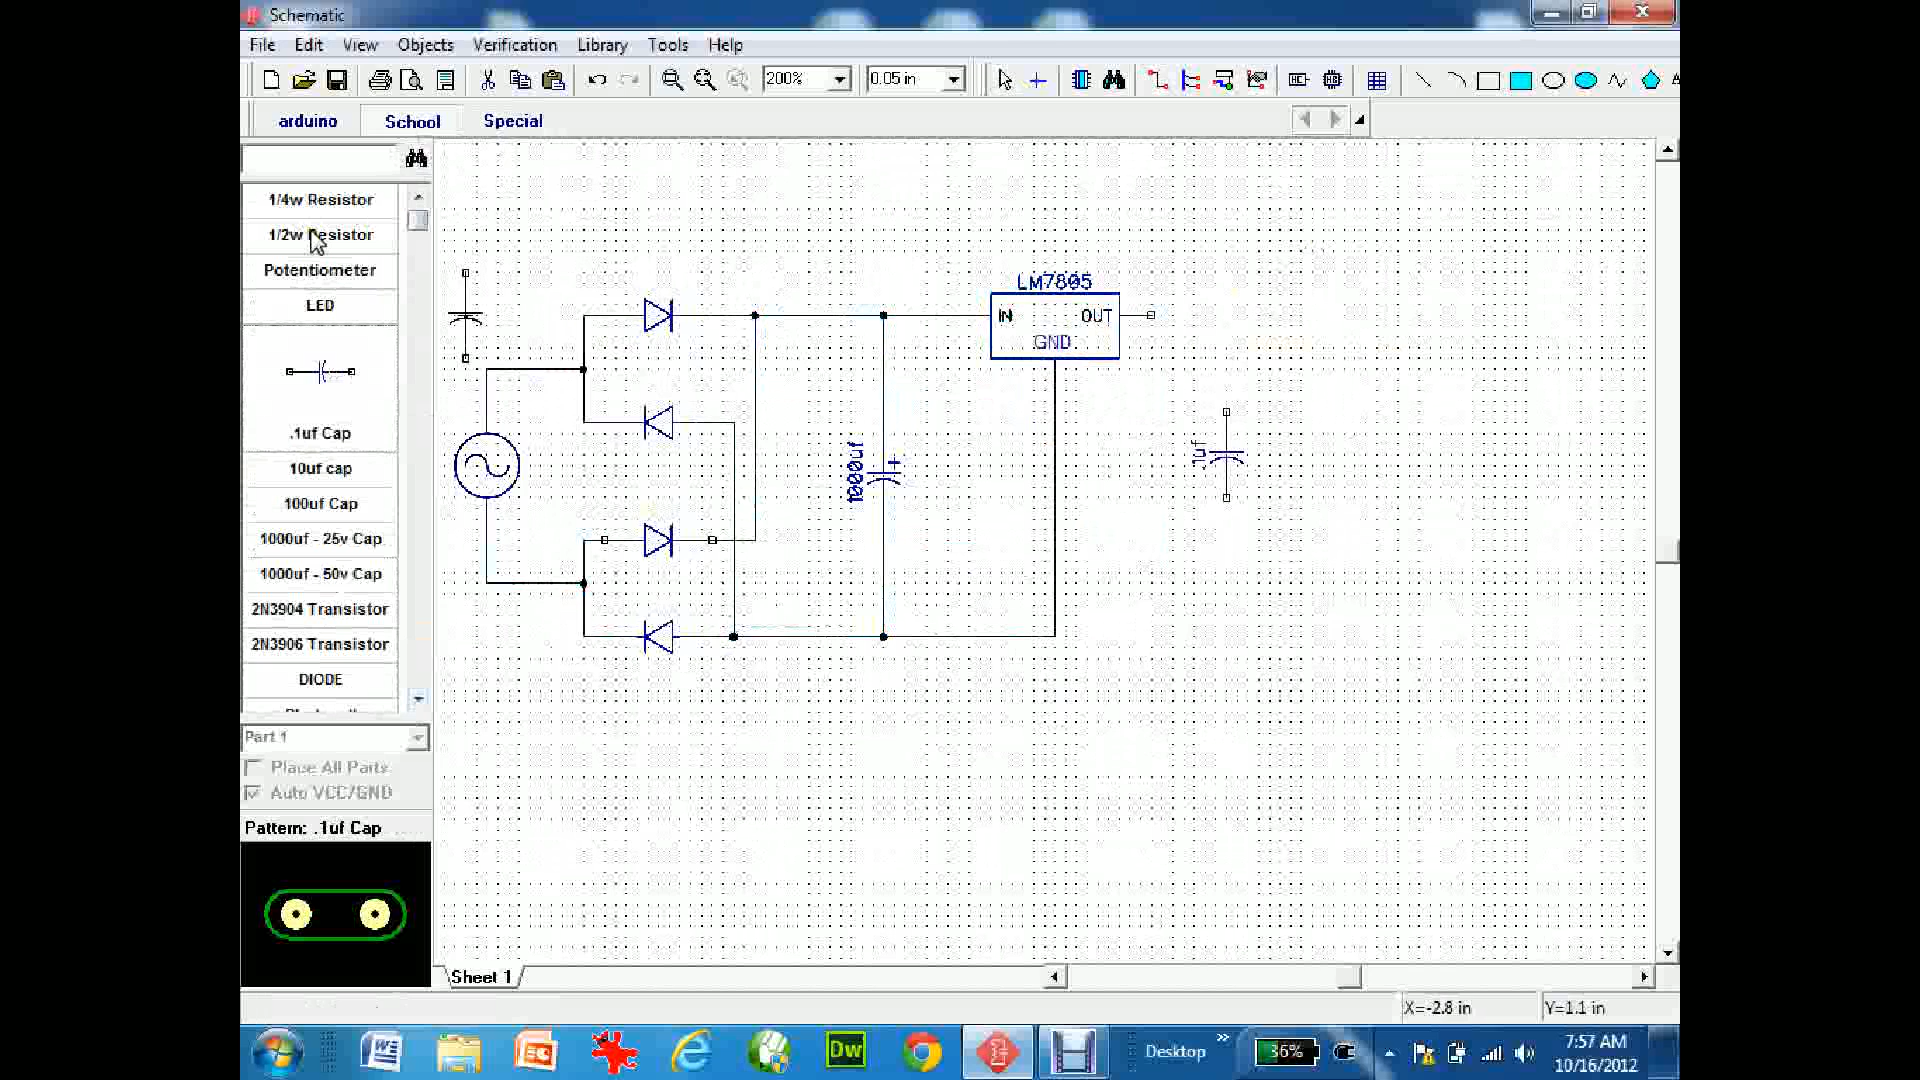 Schematic
File Edit View Objects Verification Library Tools Help
200% 0.05 in
arduino School Special
1/4w Resistor
1/2w Resistor
Potentiometer
LED
.1uf Cap
10uf cap
100uf Cap
1000uf - 25v Cap
1000uf - 50v Cap
2N3904 Transistor
2N3906 Transistor
DIODE
Part 1
Place All Parts
Auto VCC/GND
Pattern: .1uf Cap
LM7805
IN OUT
GND
1000uf
+
.1uf
Sheet 1
X=-2.8 in Y=1.1 in
Dw
Desktop
36%
7:57 AM
10/16/2012